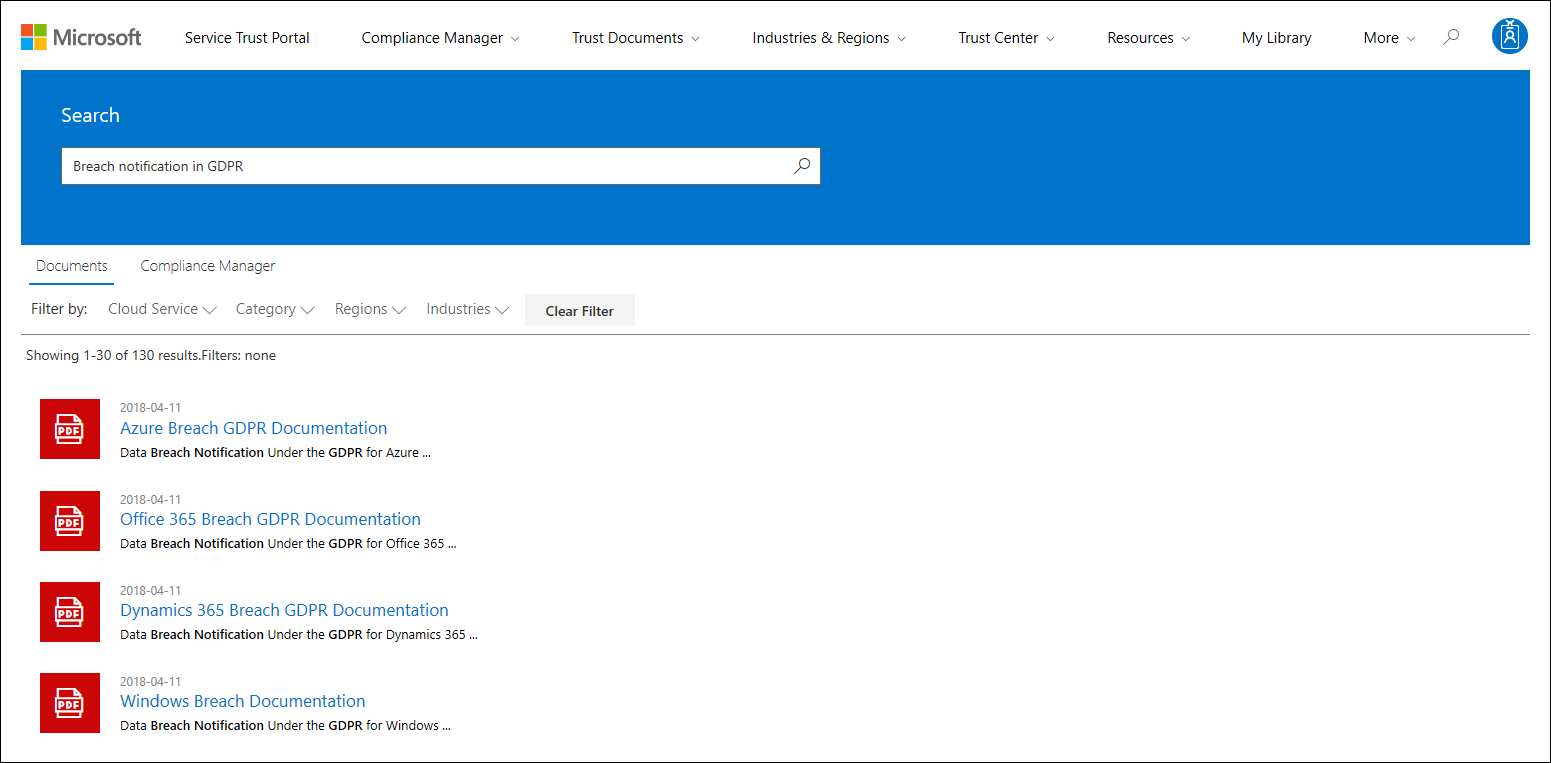 Microsoft Service Trust Portal Compliance Manager Trust Documents Industries & Regions Trust Center Resources My Library More
Search
Breach notification in GDPR
Documents Compliance Manager
Filter by: Cloud Service Category Regions Industries Clear Filter
Showing 1-30 of 130 results.Filters: none
2018-04-11
PDF Azure Breach GDPR Documentation
Data Breach Notification Under the GDPR for Azure ...
2018-04-11
PDF Office 365 Breach GDPR Documentation
Data Breach Notification Under the GDPR for Office 365 ...
2018-04-11
PDF Dynamics 365 Breach GDPR Documentation
Data Breach Notification Under the GDPR for Dynamics 365 ...
2018-04-11
PDF Windows Breach Documentation
Data Breach Notification Under the GDPR for Windows ...